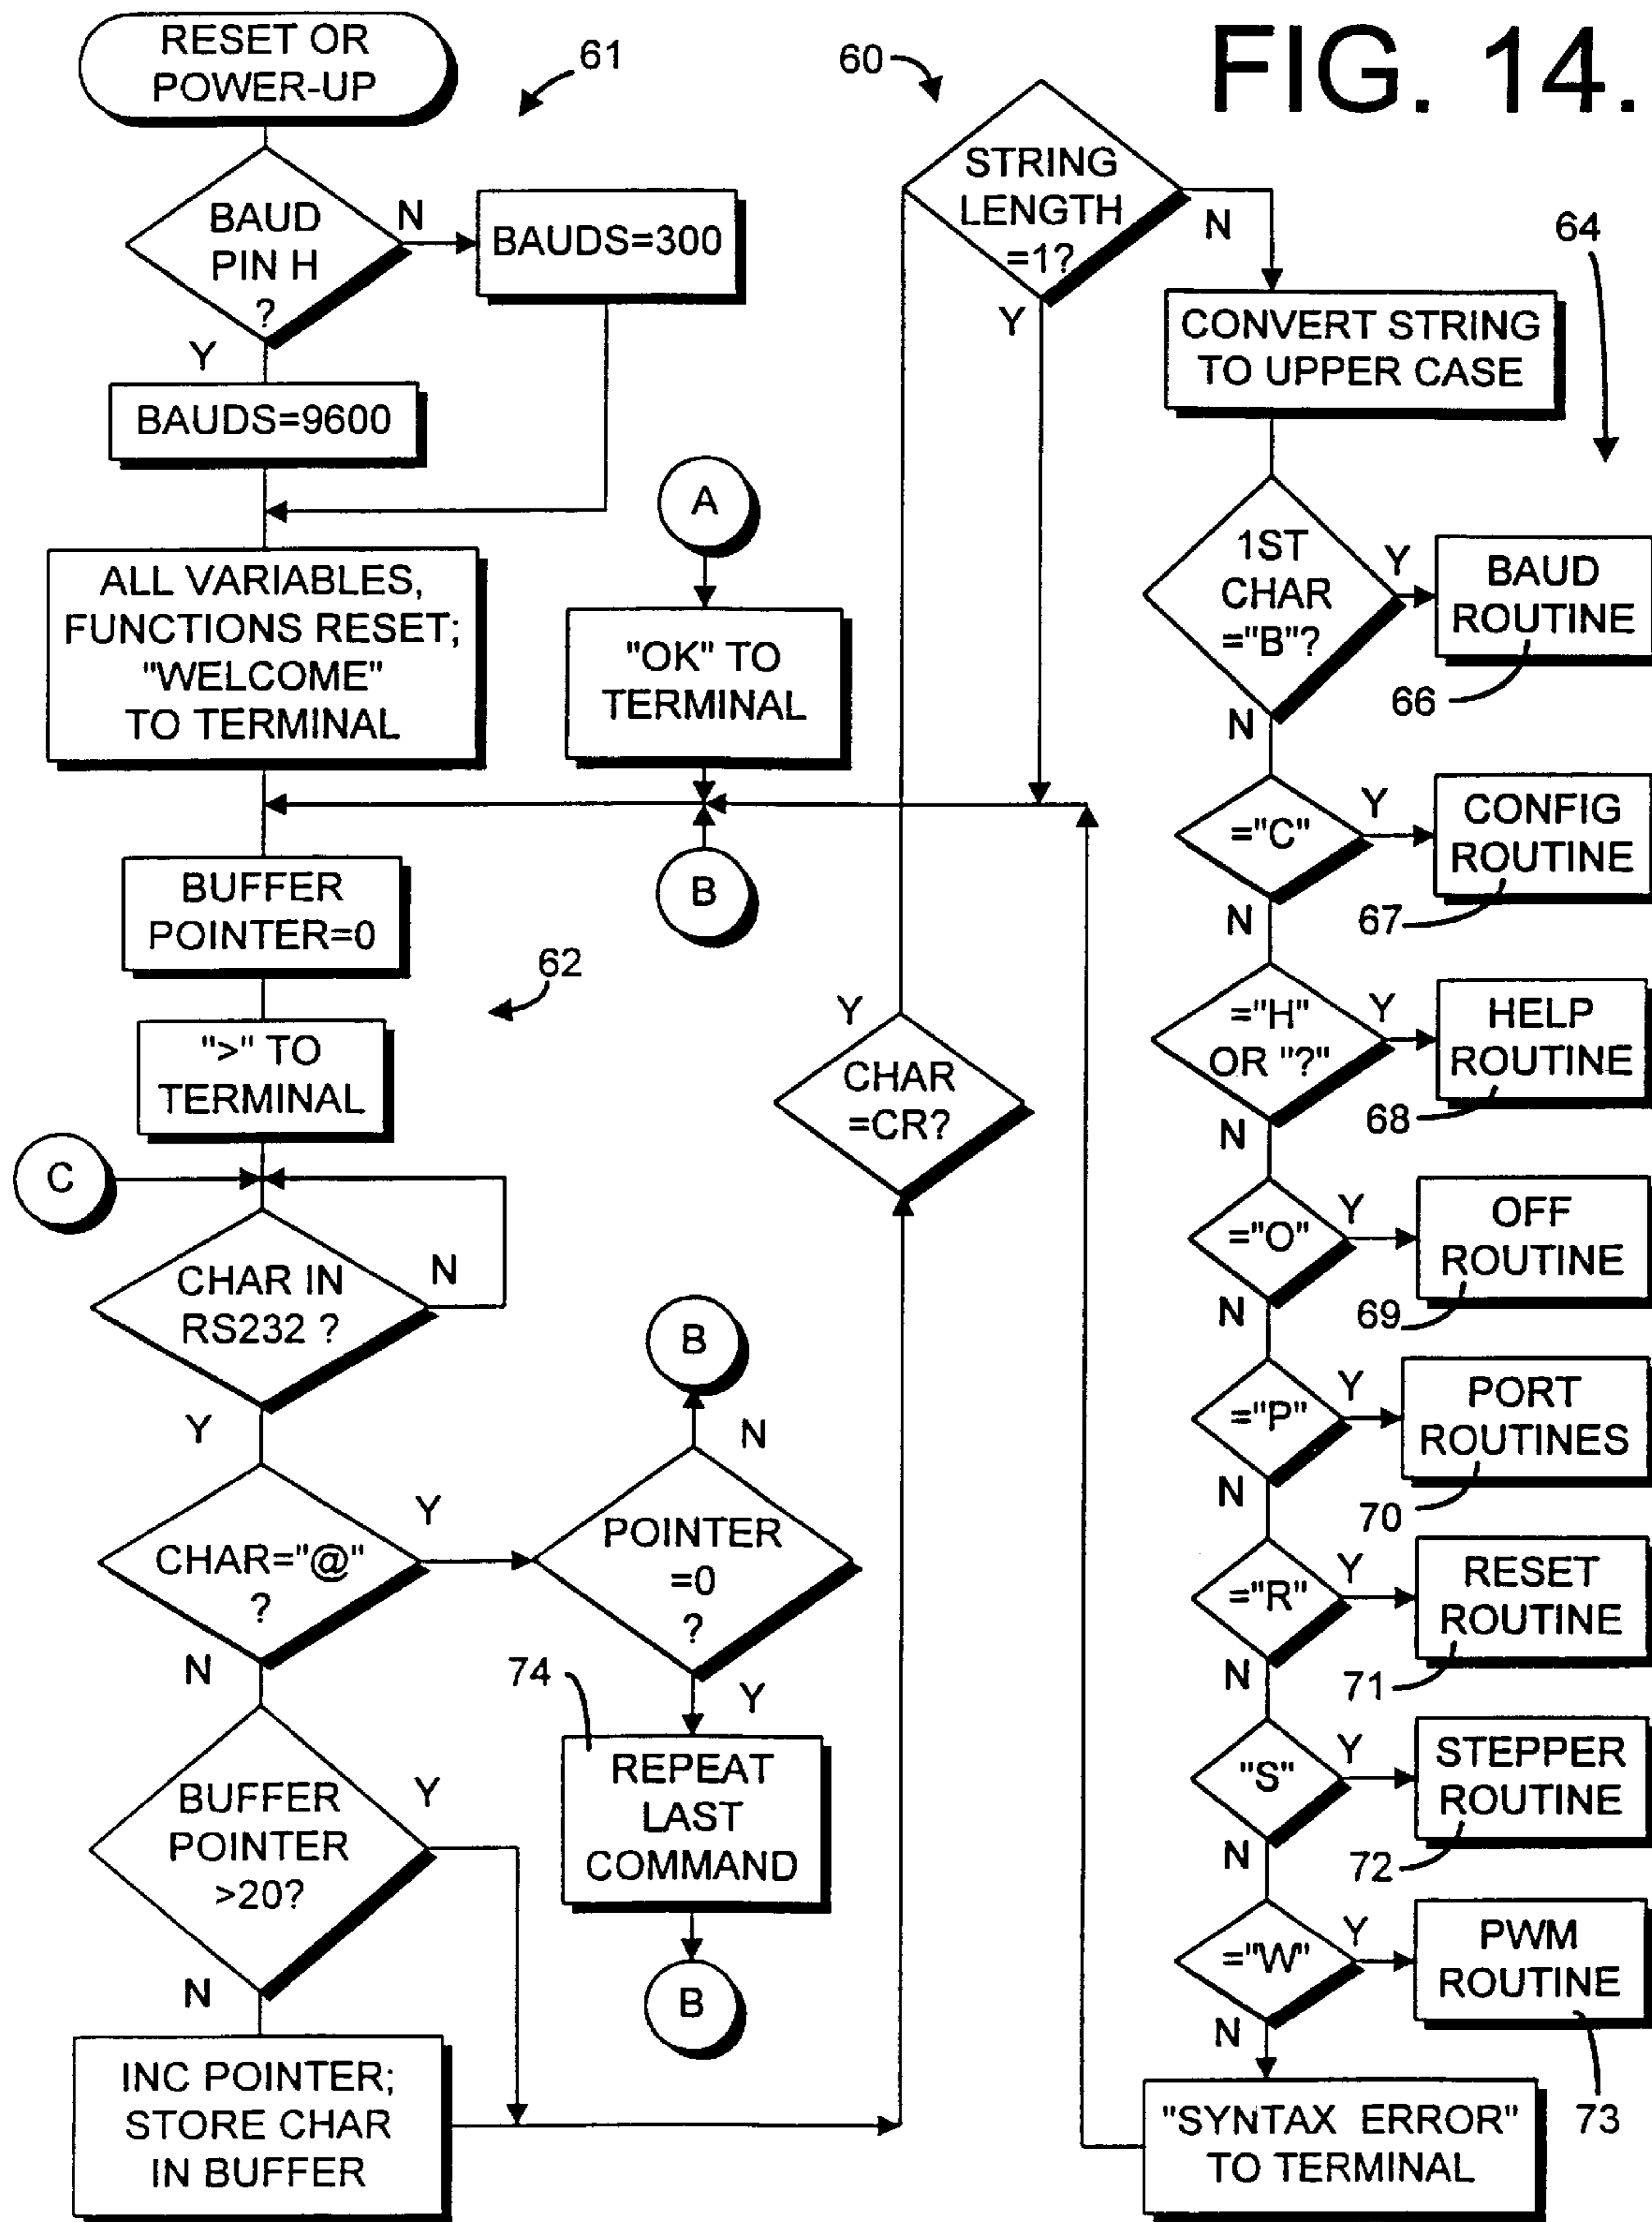 FIG. 14.
RESET OR
POWER-UP
61
BAUD
PIN H
?
N
BAUDS=300
Y
BAUDS=9600
ALL VARIABLES,
FUNCTIONS RESET;
"WELCOME"
TO TERMINAL
A
"OK" TO
TERMINAL
B
BUFFER
POINTER=0
62
">" TO
TERMINAL
C
CHAR IN
RS232 ?
N
Y
CHAR="@"
?
Y
N
POINTER
=0
?
N
B
Y
74
REPEAT
LAST
COMMAND
B
BUFFER
POINTER
>20?
Y
N
INC POINTER;
STORE CHAR
IN BUFFER
CHAR
=CR?
Y
60
STRING
LENGTH
=1?
N
Y
CONVERT STRING
TO UPPER CASE
64
1ST
CHAR
="B"?
Y
BAUD
ROUTINE
66
N
="C"
Y
CONFIG
ROUTINE
67
N
="H"
OR "?"
Y
HELP
ROUTINE
68
N
="O"
Y
OFF
ROUTINE
69
N
="P"
Y
PORT
ROUTINES
70
N
="R"
Y
RESET
ROUTINE
71
N
"S"
Y
STEPPER
ROUTINE
72
N
="W"
Y
PWM
ROUTINE
73
N
"SYNTAX ERROR"
TO TERMINAL